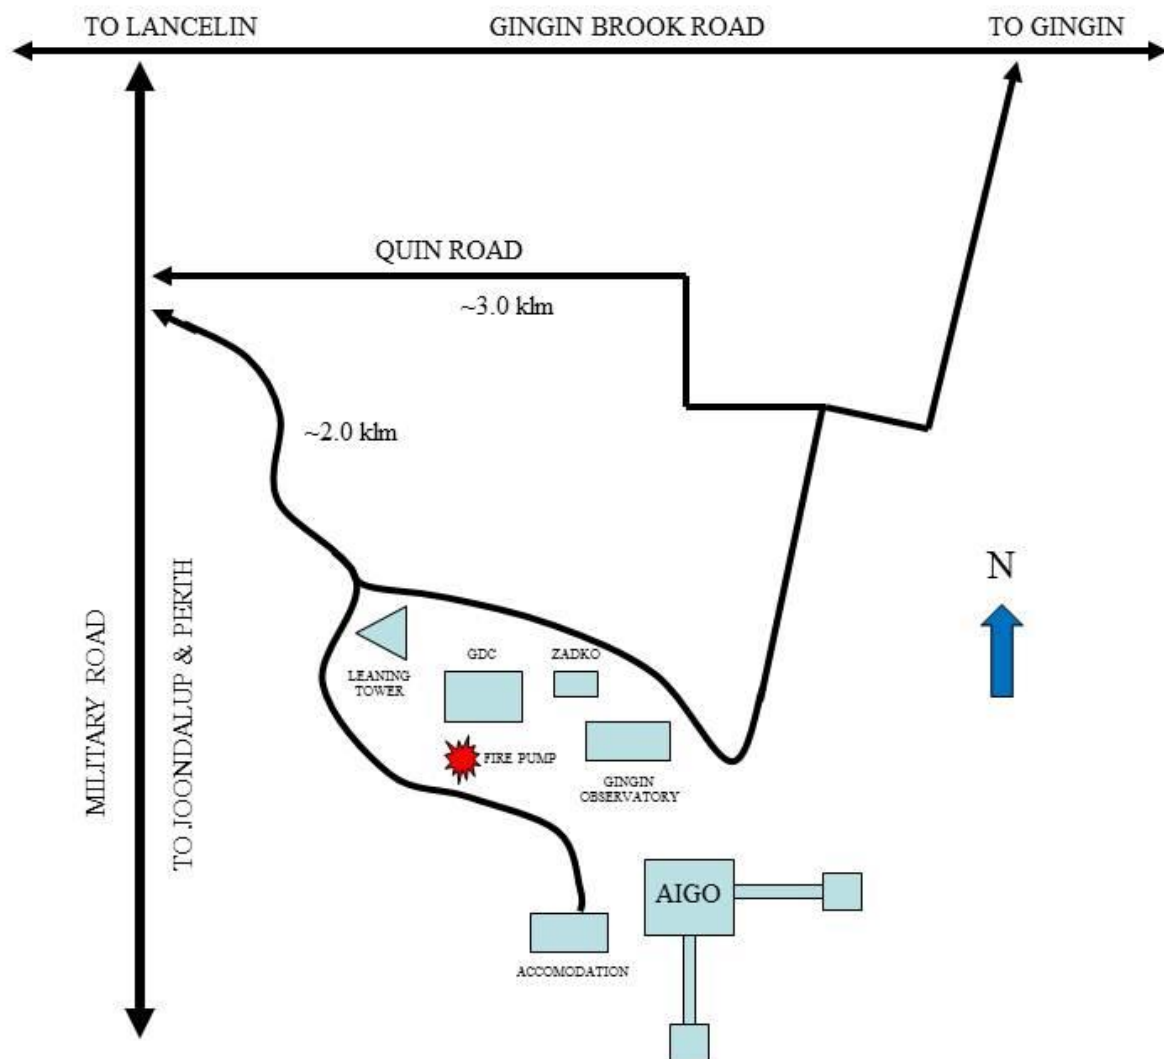 TO LANCELIN
GINGIN BROOK ROAD
TO GINGIN
QUIN ROAD
~3.0 klm
~2.0 klm
N
MILITARY ROAD
TO JOONDALUP & PERTH
LEANING
TOWER
GDC
ZADKO
FIRE PUMP
GINGIN
OBSERVATORY
AIGO
ACCOMODATION